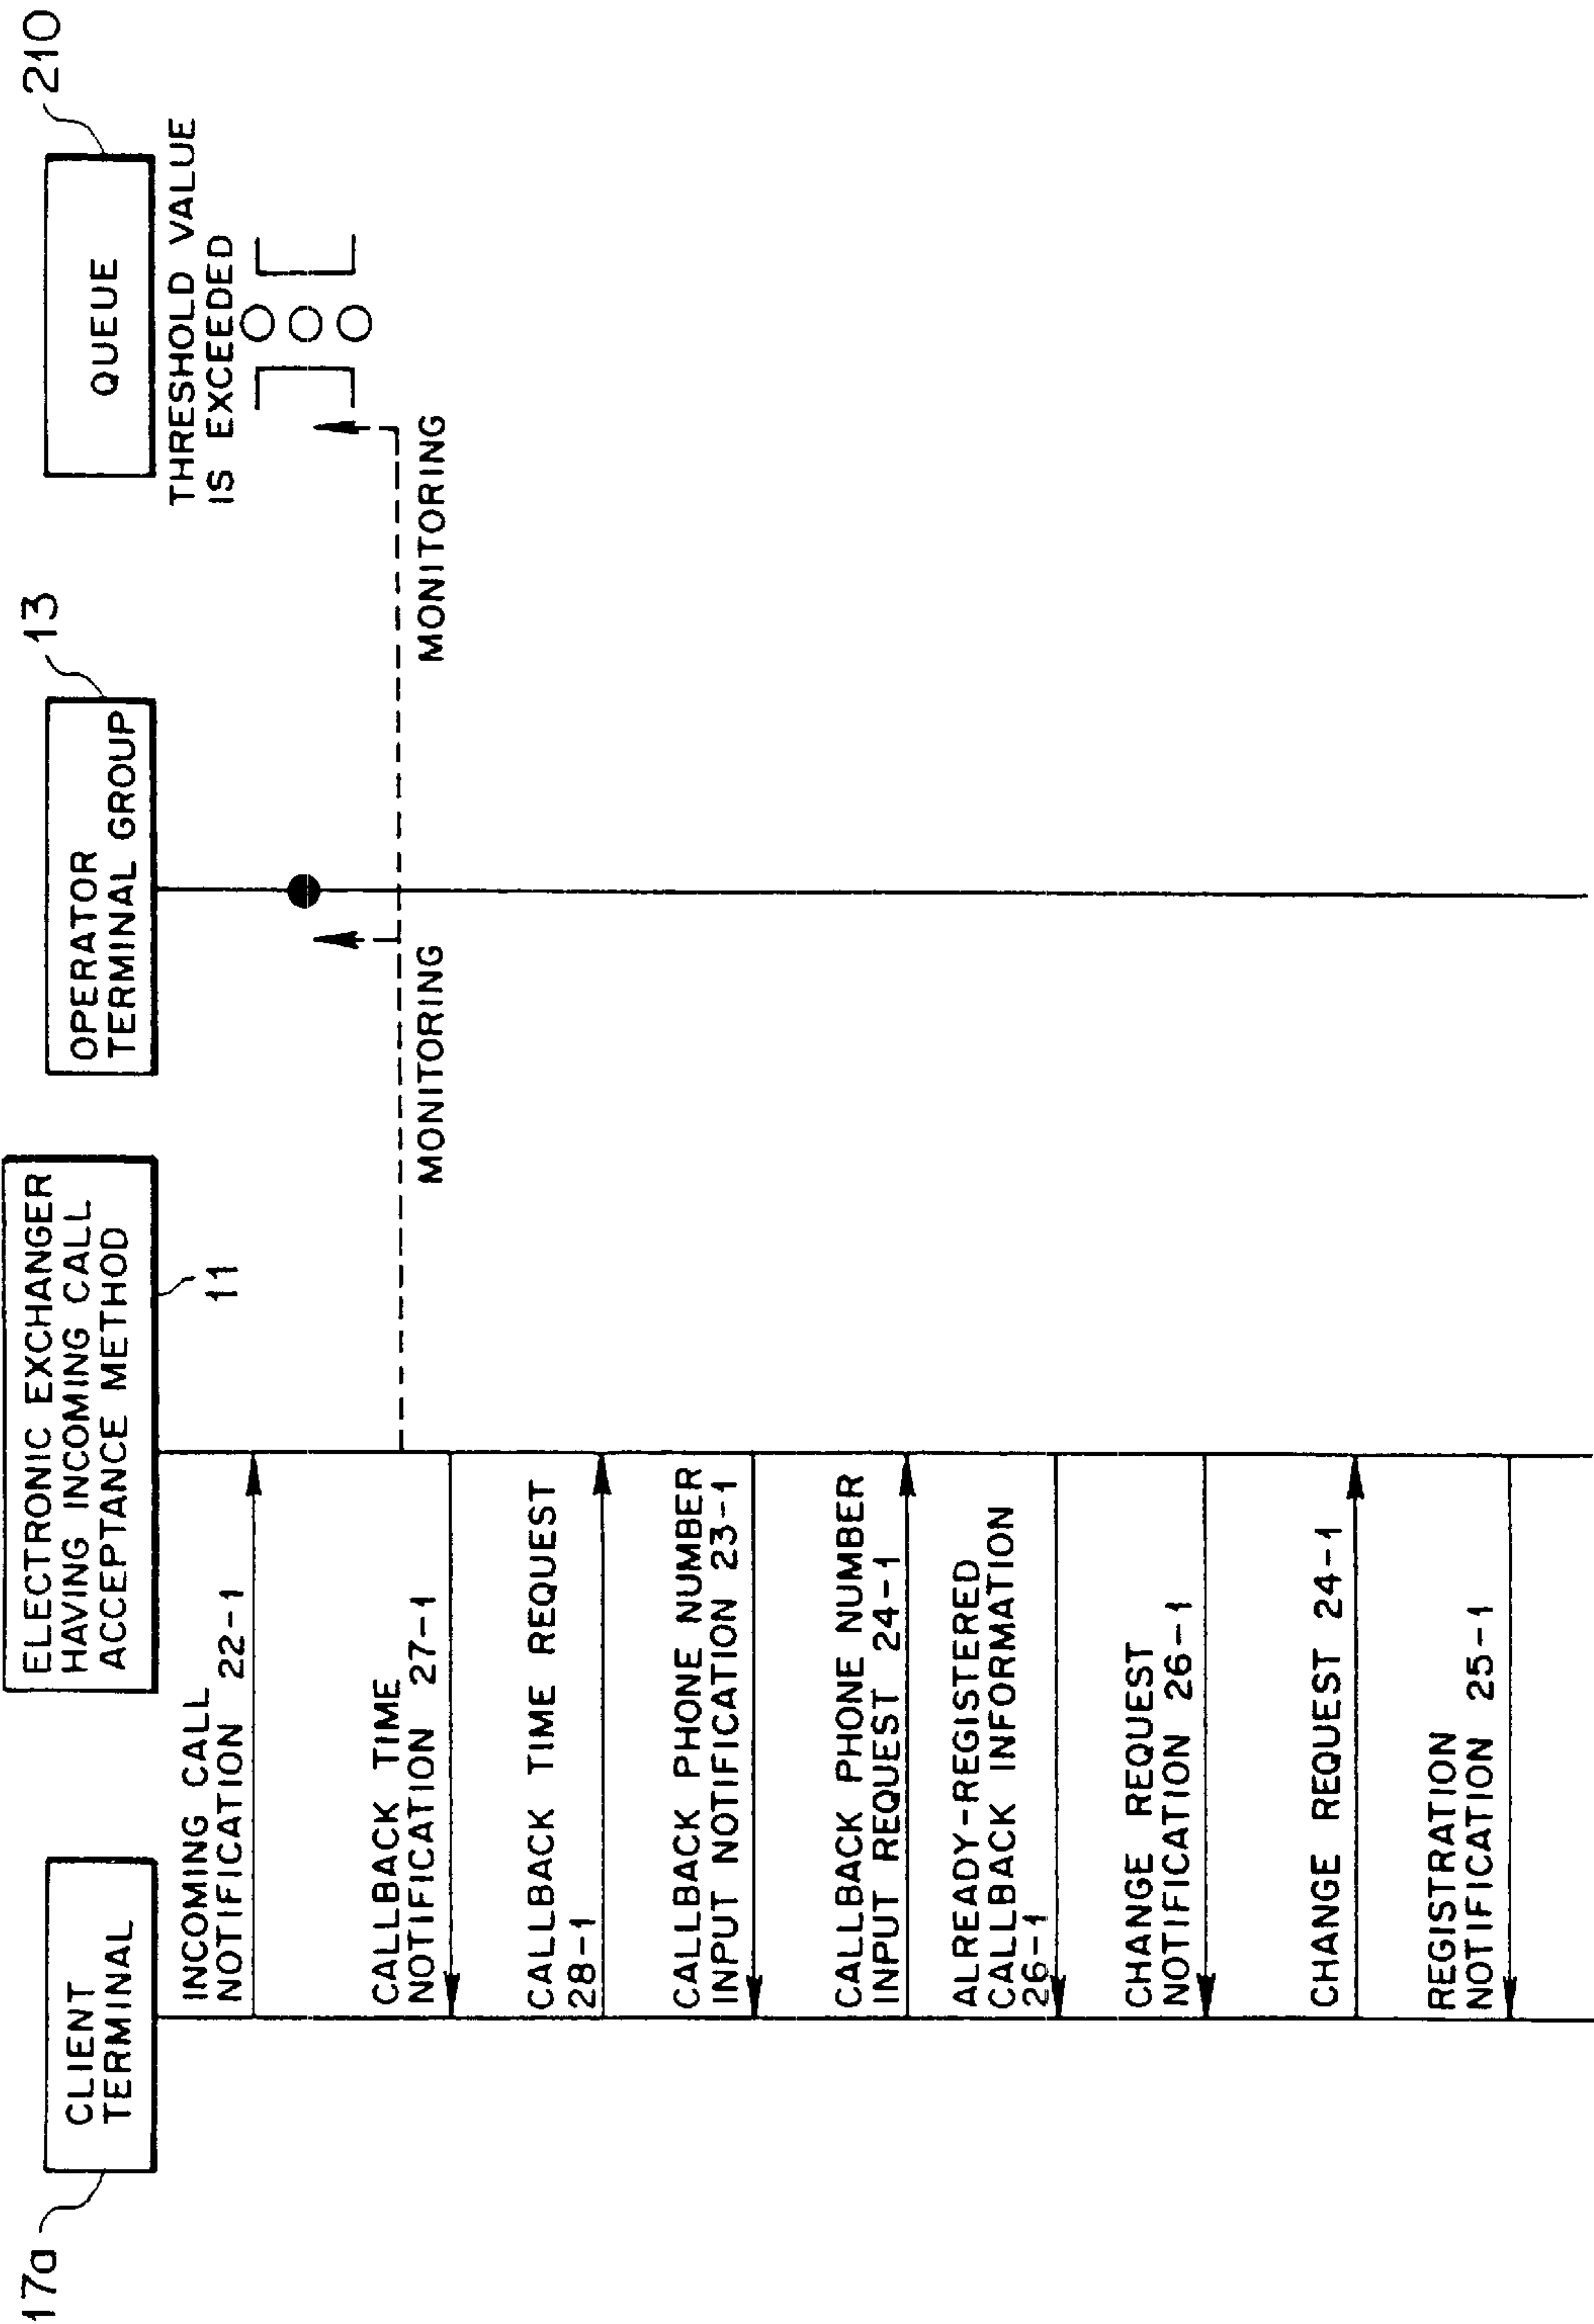 17a
CLIENT
TERMINAL
ELECTRONIC EXCHANGER
HAVING INCOMING CALL
ACCEPTANCE METHOD
11
OPERATOR
TERMINAL GROUP
13
QUEUE
210
THRESHOLD VALUE
IS EXCEEDED
INCOMING CALL
NOTIFICATION 22-1
MONITORING
MONITORING
CALLBACK TIME
NOTIFICATION 27-1
CALLBACK TIME REQUEST
28-1
CALLBACK PHONE NUMBER
INPUT NOTIFICATION 23-1
CALLBACK PHONE NUMBER
INPUT REQUEST 24-1
ALREADY-REGISTERED
CALLBACK INFORMATION
26-1
CHANGE REQUEST
NOTIFICATION 26-1
CHANGE REQUEST 24-1
REGISTRATION
NOTIFICATION 25-1